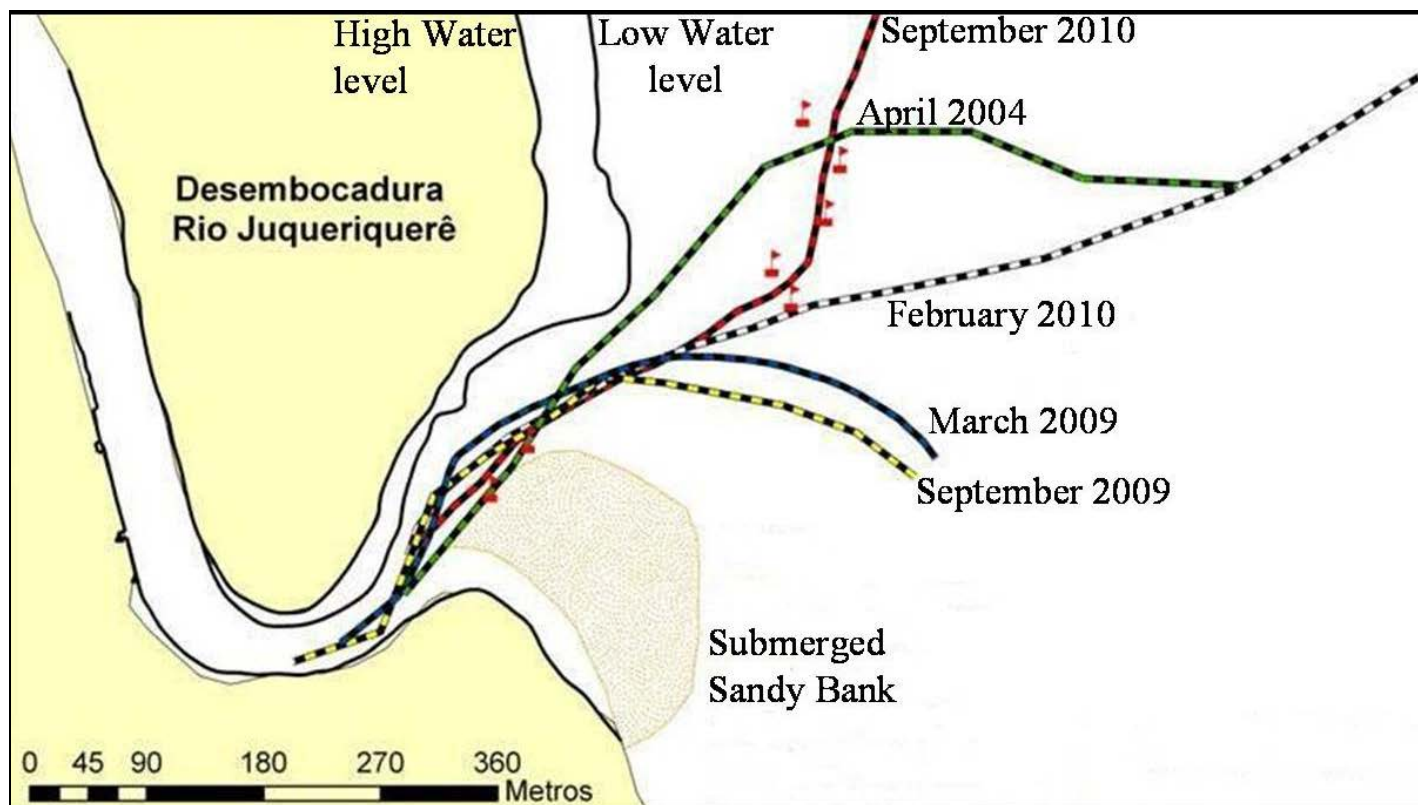 High Water
level
Low Water
level
September 2010
April 2004
Desembocadura
Rio Juqueriquerê
February 2010
March 2009
September 2009
Submerged
Sandy Bank
0 45 90 180 270 360
Metros